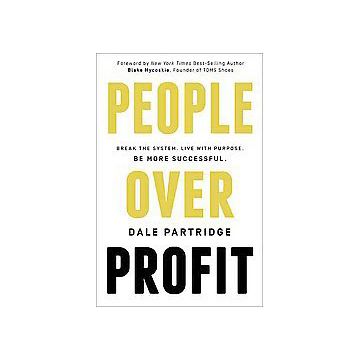 Foreword by New York Times Best-Selling Author
Blake Mycoskie, Founder of TOMS Shoes
PEOPLE
BREAK THE SYSTEM. LIVE WITH PURPOSE.
BE MORE SUCCESSFUL.
OVER
DALE PARTRIDGE
PROFIT